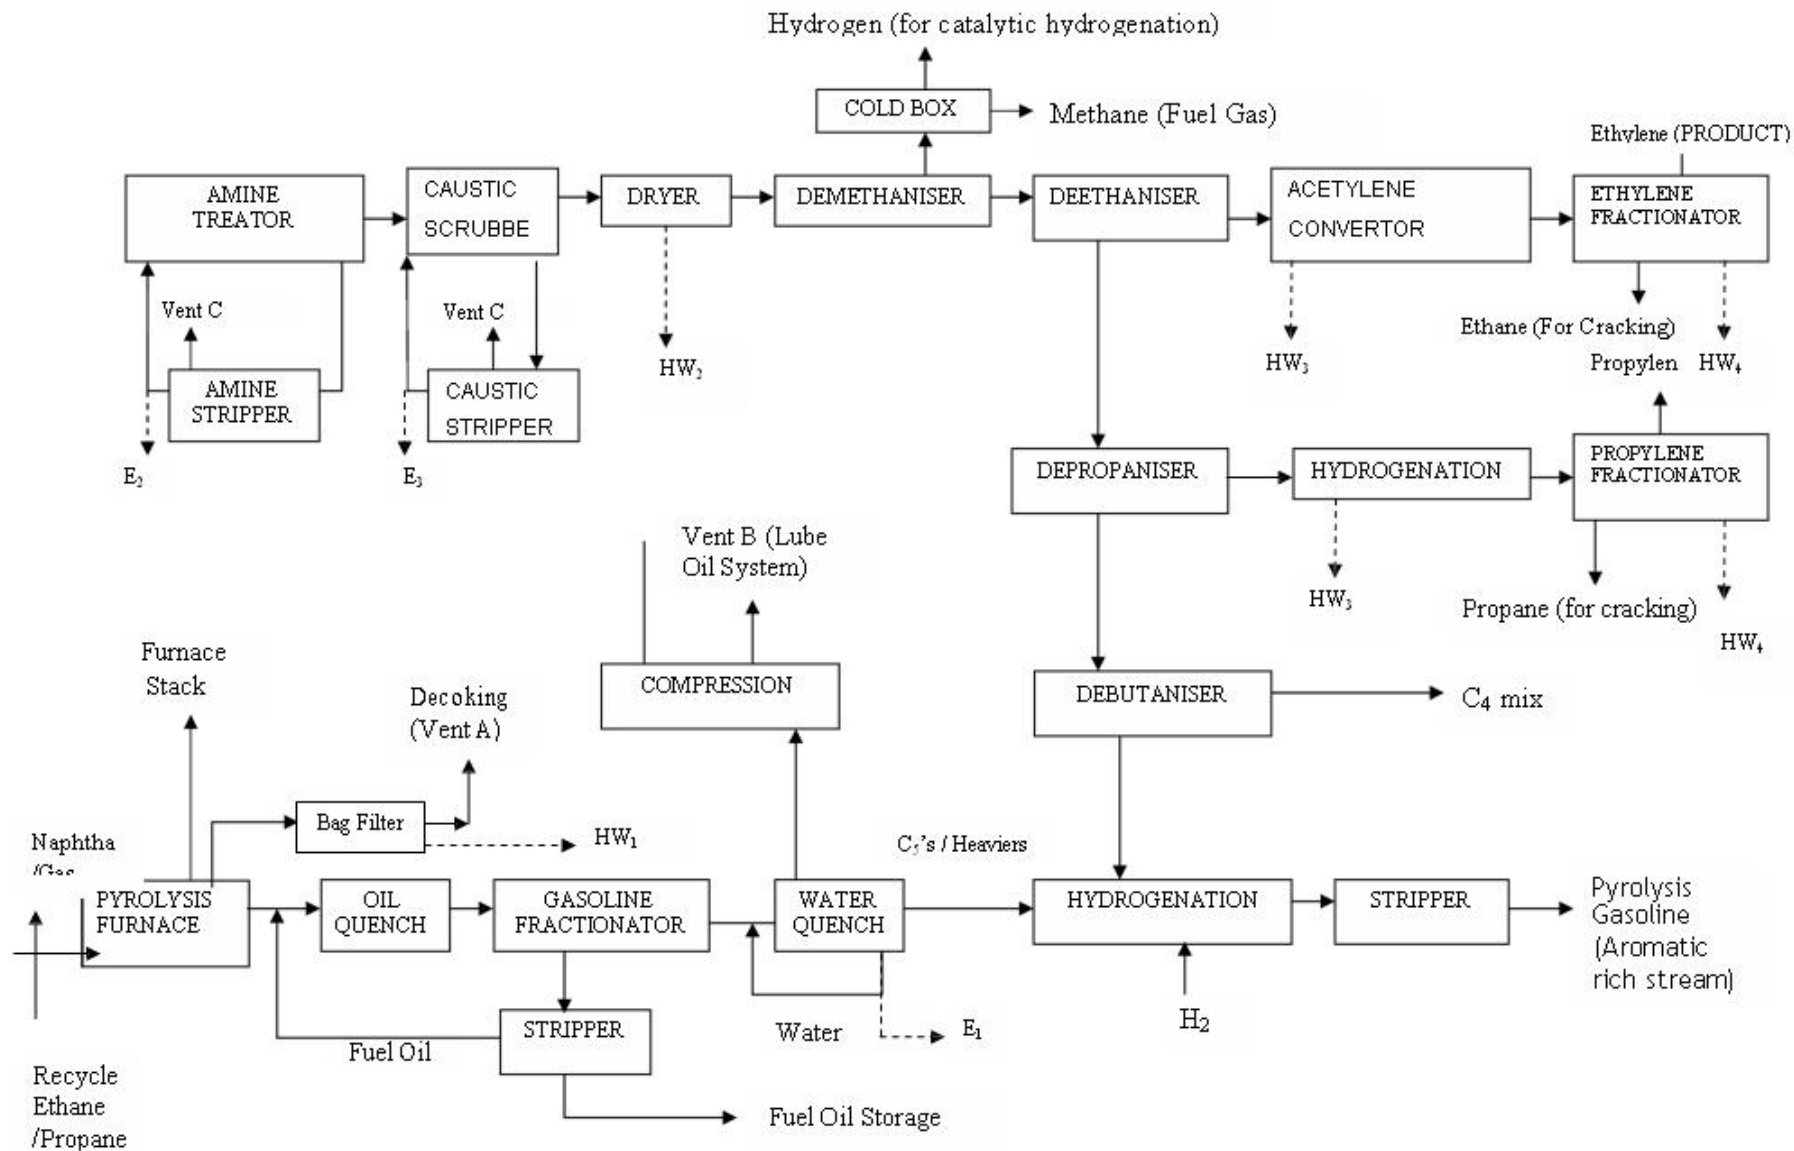 Hydrogen (for catalytic hydrogenation)
COLD BOX
Methane (Fuel Gas)
Ethylene (PRODUCT)
AMINE
TREATOR
CAUSTIC
SCRUBBE
DRYER
DEMETHANISER
DEETHANISER
ACETYLENE
CONVERTOR
ETHYLENE
FRACTIONATOR
Vent C
Vent C
HW2
HW3
Ethane (For Cracking)
Propylen
HW4
AMINE
STRIPPER
CAUSTIC
STRIPPER
E2
E3
DEPROPANISER
HYDROGENATION
PROPYLENE
FRACTIONATOR
Vent B (Lube
Oil System)
HW3
Propane (for cracking)
HW4
Furnace
Stack
Decoking
(Vent A)
COMPRESSION
DEBUTANISER
C4 mix
Bag Filter
HW1
Naphtha
/Gas
C5's / Heaviers
PYROLYSIS
FURNACE
OIL
QUENCH
GASOLINE
FRACTIONATOR
WATER
QUENCH
HYDROGENATION
STRIPPER
Pyrolysis
Gasoline
(Aromatic
rich stream)
STRIPPER
Fuel Oil
Water
E1
H2
Recycle
Ethane
/Propane
Fuel Oil Storage